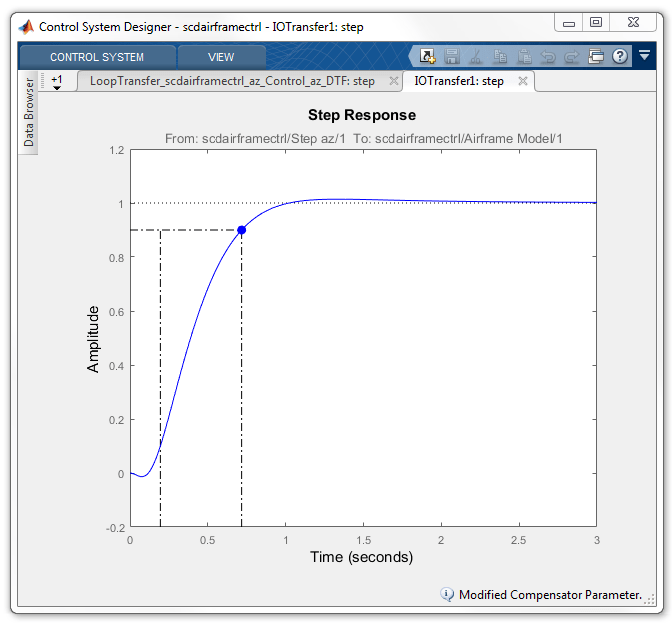 Control System Designer - scdairframectrl - IOTransfer1: step
CONTROL SYSTEM VIEW
Data Browser
+1 LoopTransfer_scdairframectrl_az_Control_az_DTF: step IOTransfer1: step
Step Response
From: scdairframectrl/Step az/1 To: scdairframectrl/Airframe Model/1
Amplitude
1.2
1
0.8
0.6
0.4
0.2
0
-0.2
0 0.5 1 1.5 2 2.5 3
Time (seconds)
Modified Compensator Parameter.